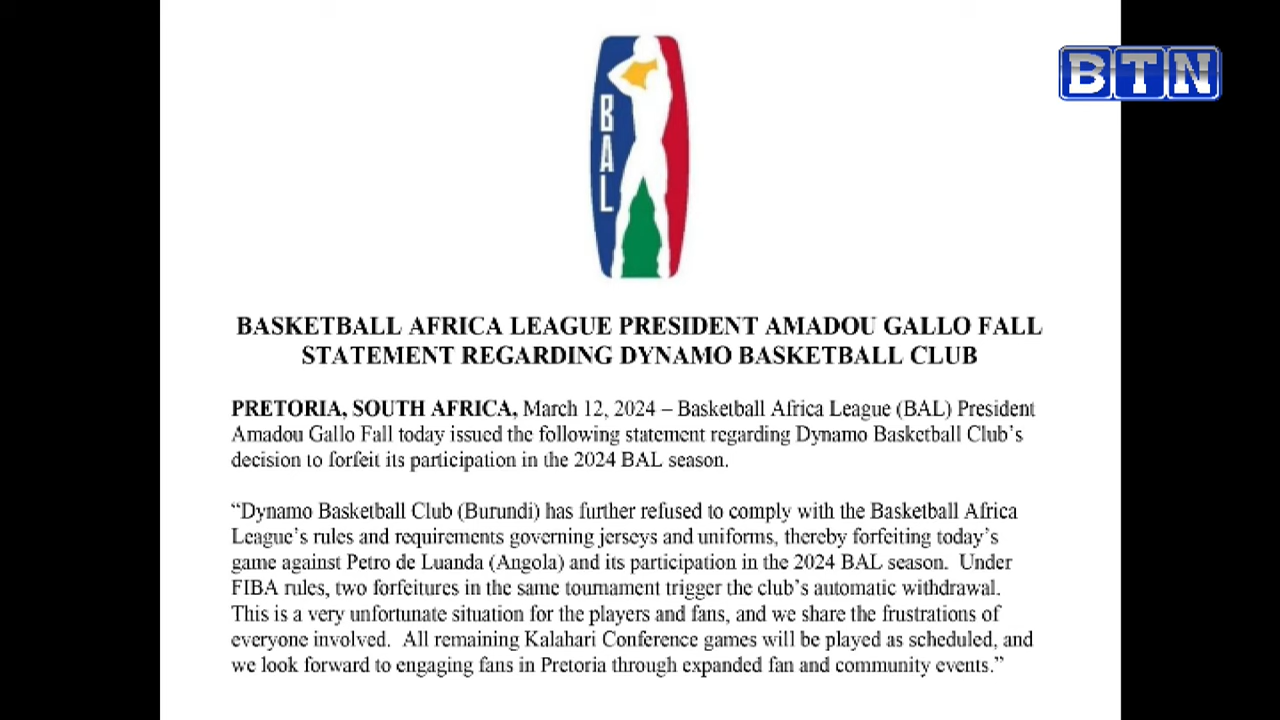 BTN
BAL
BASKETBALL AFRICA LEAGUE PRESIDENT AMADOU GALLO FALL
STATEMENT REGARDING DYNAMO BASKETBALL CLUB
PRETORIA, SOUTH AFRICA, March 12, 2024 – Basketball Africa League (BAL) President
Amadou Gallo Fall today issued the following statement regarding Dynamo Basketball Club’s
decision to forfeit its participation in the 2024 BAL season.
“Dynamo Basketball Club (Burundi) has further refused to comply with the Basketball Africa
League’s rules and requirements governing jerseys and uniforms, thereby forfeiting today’s
game against Petro de Luanda (Angola) and its participation in the 2024 BAL season.  Under
FIBA rules, two forfeitures in the same tournament trigger the club’s automatic withdrawal.
This is a very unfortunate situation for the players and fans, and we share the frustrations of
everyone involved.  All remaining Kalahari Conference games will be played as scheduled, and
we look forward to engaging fans in Pretoria through expanded fan and community events.”